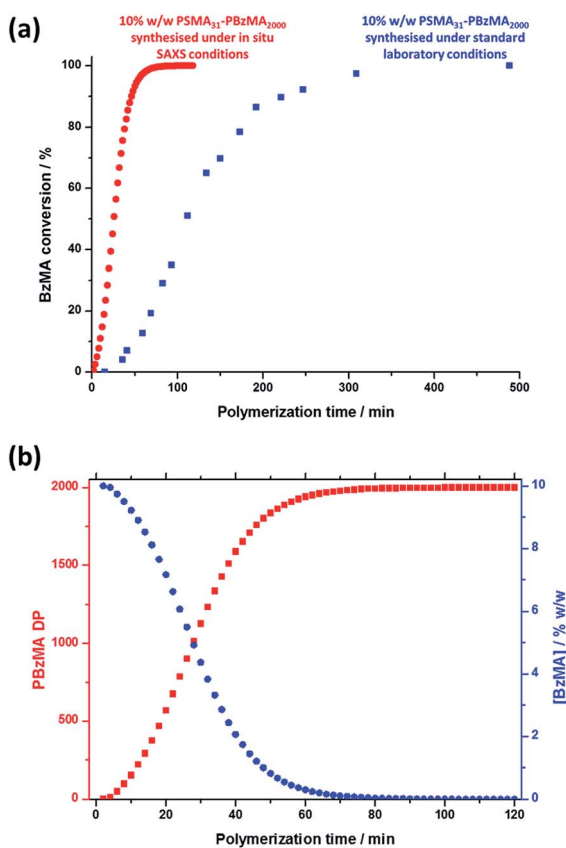 (a)
10% w/w PSMA31-PBzMA2000
synthesised under in situ
SAXS conditions
10% w/w PSMA31-PBzMA2000
synthesised under standard
laboratory conditions
100
80
60
40
20
0
BzMA conversion / %
0 100 200 300 400 500
Polymerization time / min
(b)
2000
1500
1000
500
0
PBzMA DP
10
8
6
4
2
0
[BzMA] / % w/w
0 20 40 60 80 100 120
Polymerization time / min